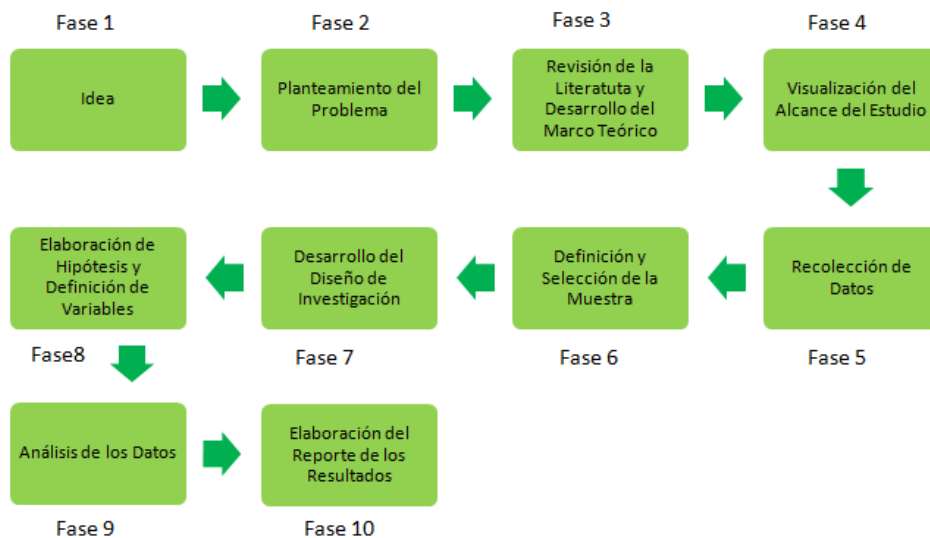 Fase 1
Fase 2
Fase 3
Fase 4
Idea
Planteamiento del
Problema
Revisión de la
Literatuta y
Desarrollo del
Marco Teórico
Visualización del
Alcance del Estudio
Elaboración de
Hipótesis y
Definición de
Variables
Desarrollo del
Diseño de
Investigación
Definición y
Selección de la
Muestra
Recolección de
Datos
Fase8
Fase 7
Fase 6
Fase 5
Análisis de los Datos
Elaboración del
Reporte de los
Resultados
Fase 9
Fase 10